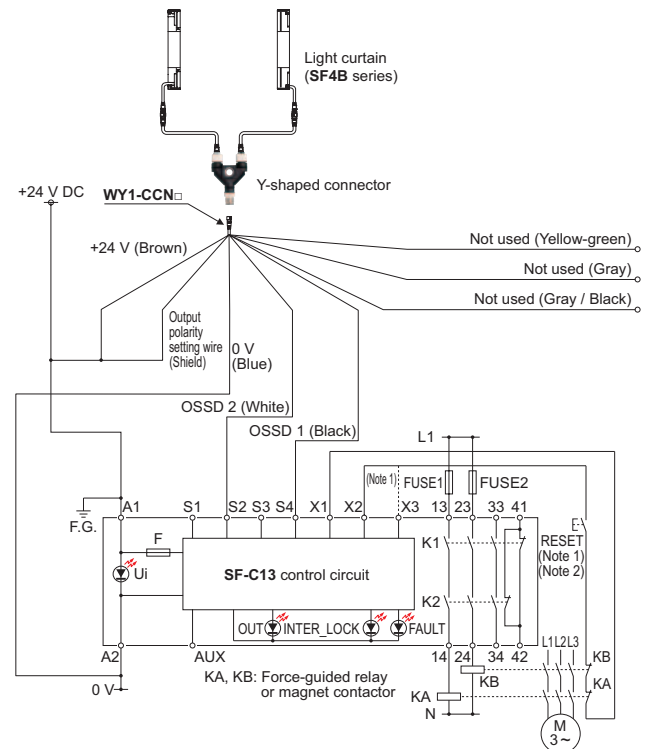 Light curtain
(SF4B series)
Y-shaped connector
+24 V DC
WY1-CCN□
+24 V (Brown)
Not used (Yellow-green)
Not used (Gray)
Not used (Gray / Black)
Output
polarity
setting wire
(Shield)
0 V
(Blue)
OSSD 2 (White)
OSSD 1 (Black)
L1
(Note 1)
FUSE1
FUSE2
F.G.
A1
S1
S2
S3
S4
X1
X2
X3
13
23
33
41
F
Ui
SF-C13 control circuit
K1
K2
RESET
(Note 1)
(Note 2)
OUT
INTER_LOCK
FAULT
A2
AUX
14
24
34
42
L1
L2
L3
0 V
KA, KB: Force-guided relay
or magnet contactor
KB
KA
N
KB
KA
M
3~